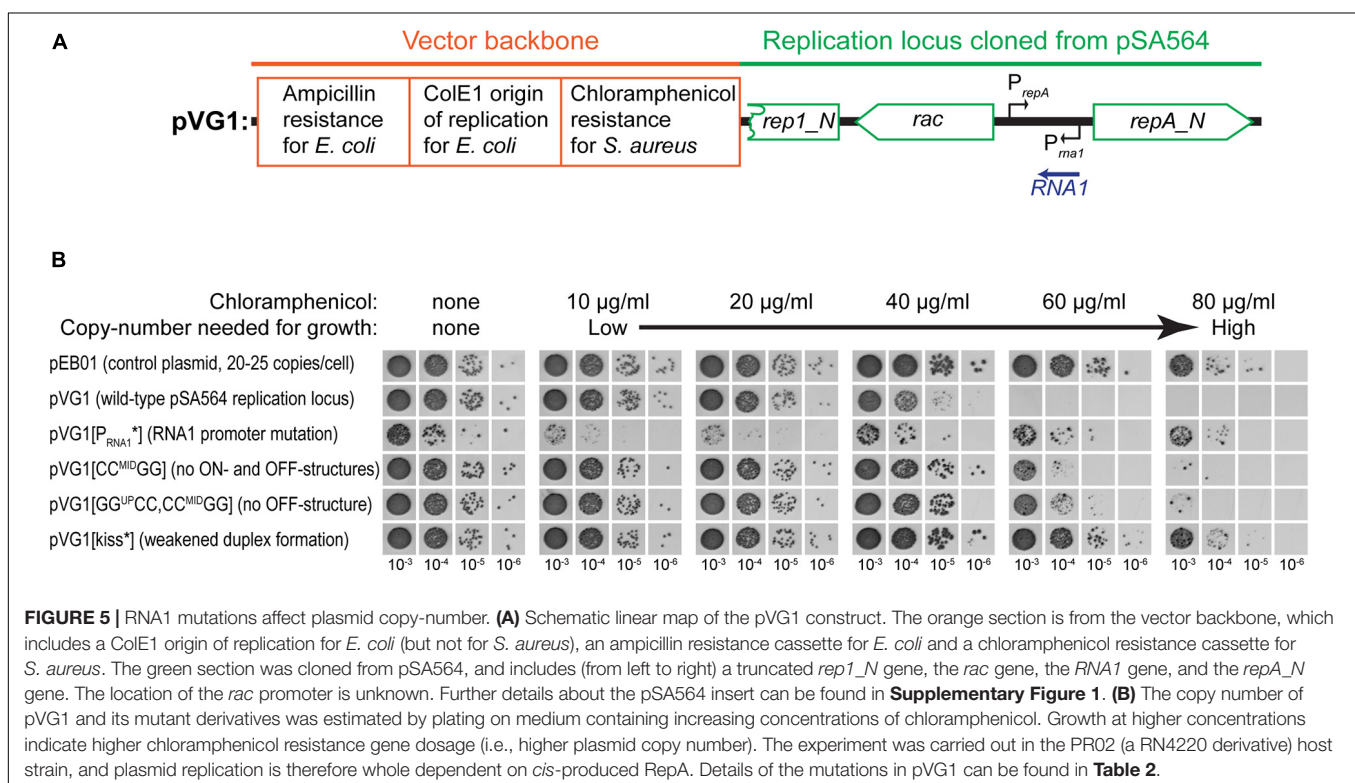 A
Vector backbone
Replication locus cloned from pSA564
pVG1:
Ampicillin
resistance
for E. coli
ColE1 origin
of replication
for E. coli
Chloramphenicol
resistance
for S. aureus
rep1_N
rac
PrepA
Prna1
RNA1
repA_N
B
Chloramphenicol: none 10 µg/ml 20 µg/ml 40 µg/ml 60 µg/ml 80 µg/ml
Copy-number needed for growth: none Low High
pEB01 (control plasmid, 20-25 copies/cell)
pVG1 (wild-type pSA564 replication locus)
pVG1[PRNA1*] (RNA1 promoter mutation)
pVG1[CCMIDGG] (no ON- and OFF-structures)
pVG1[GGUPCC,CCMIDGG] (no OFF-structure)
pVG1[kiss*] (weakened duplex formation)
10-3 10-4 10-5 10-6 10-3 10-4 10-5 10-6 10-3 10-4 10-5 10-6 10-3 10-4 10-5 10-6 10-3 10-4 10-5 10-6 10-3 10-4 10-5 10-6
FIGURE 5 | RNA1 mutations affect plasmid copy-number. (A) Schematic linear map of the pVG1 construct. The orange section is from the vector backbone, which
includes a ColE1 origin of replication for E. coli (but not for S. aureus), an ampicillin resistance cassette for E. coli and a chloramphenicol resistance cassette for
S. aureus. The green section was cloned from pSA564, and includes (from left to right) a truncated rep1_N gene, the rac gene, the RNA1 gene, and the repA_N
gene. The location of the rac promoter is unknown. Further details about the pSA564 insert can be found in Supplementary Figure 1. (B) The copy number of
pVG1 and its mutant derivatives was estimated by plating on medium containing increasing concentrations of chloramphenicol. Growth at higher concentrations
indicate higher chloramphenicol resistance gene dosage (i.e., higher plasmid copy number). The experiment was carried out in the PR02 (a RN4220 derivative) host
strain, and plasmid replication is therefore whole dependent on cis-produced RepA. Details of the mutations in pVG1 can be found in Table 2.